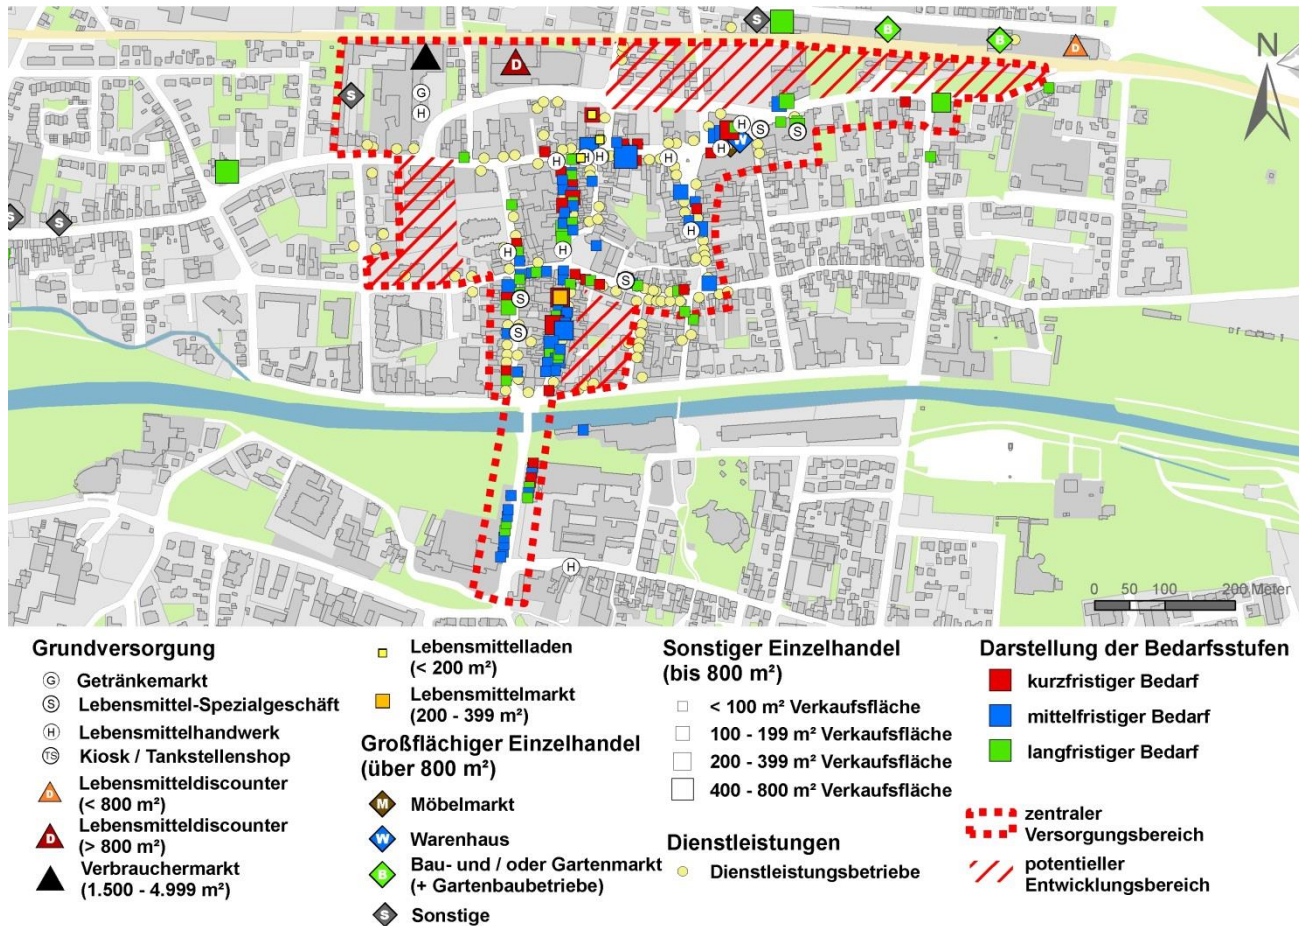 S
B
B
D
N
D
S
G
H
H
S
S
H
W
H
H
H
H
H
S
S
H
H
H
S
S
S
H
0 50 100 200 Meter
Grundversorgung
G Getränkemarkt
S Lebensmittel-Spezialgeschäft
H Lebensmittelhandwerk
TS Kiosk / Tankstellenshop
D Lebensmitteldiscounter
(< 800 m²)
D Lebensmitteldiscounter
(> 800 m²)
Verbrauchermarkt
(1.500 - 4.999 m²)
Lebensmittelladen
(< 200 m²)
Lebensmittelmarkt
(200 - 399 m²)
Großflächiger Einzelhandel
(über 800 m²)
M Möbelmarkt
W Warenhaus
B Bau- und / oder Gartenmarkt
(+ Gartenbaubetriebe)
S Sonstige
Sonstiger Einzelhandel
(bis 800 m²)
< 100 m² Verkaufsfläche
100 - 199 m² Verkaufsfläche
200 - 399 m² Verkaufsfläche
400 - 800 m² Verkaufsfläche
Dienstleistungen
Dienstleistungsbetriebe
Darstellung der Bedarfsstufen
kurzfristiger Bedarf
mittelfristiger Bedarf
langfristiger Bedarf
zentraler
Versorgungsbereich
potentieller
Entwicklungsbereich